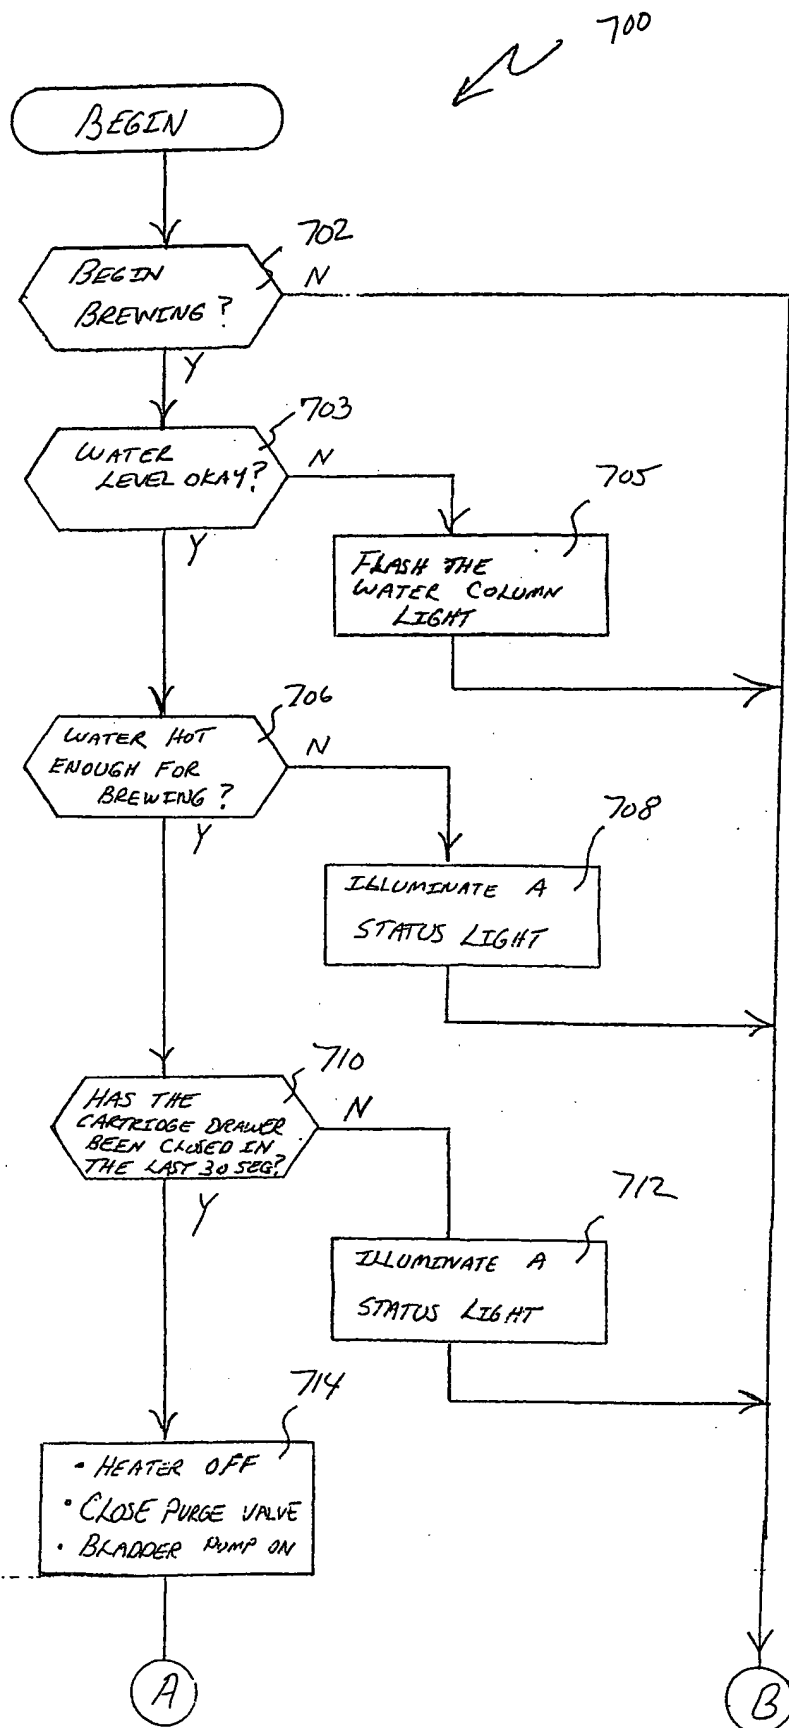 700
BEGIN
702
BEGIN
BREWING?
N
Y
703
WATER
LEVEL OKAY?
N
Y
705
FLASH THE
WATER COLUMN
LIGHT
706
WATER HOT
ENOUGH FOR
BREWING?
N
Y
708
ILLUMINATE A
STATUS LIGHT
710
HAS THE
CARTRIDGE DRAWER
BEEN CLOSED IN
THE LAST 30 SEC?
N
Y
712
ILLUMINATE A
STATUS LIGHT
714
• HEATER OFF
• CLOSE PURGE VALVE
• BLADDER PUMP ON
A
B